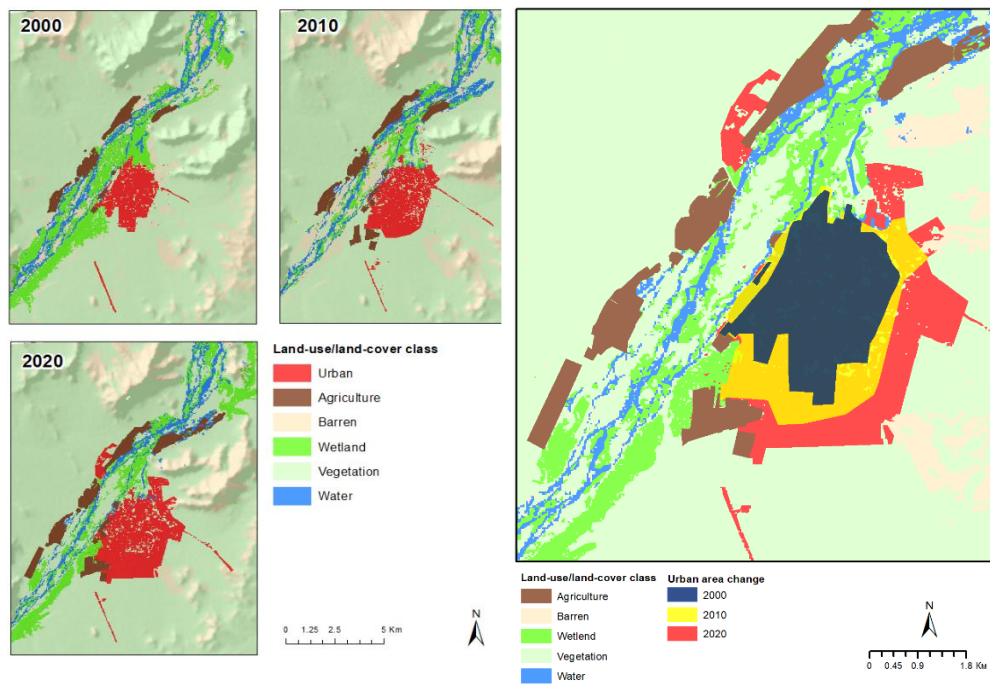 2000
2010
2020
Land-use/land-cover class
Urban
Agriculture
Barren
Wetland
Vegetation
Water
N
0 1.25 2.5 5 Km
Land-use/land-cover class
Agriculture
Barren
Wetlend
Vegetation
Water
Urban area change
2000
2010
2020
N
0 0.45 0.9 1.8 Км